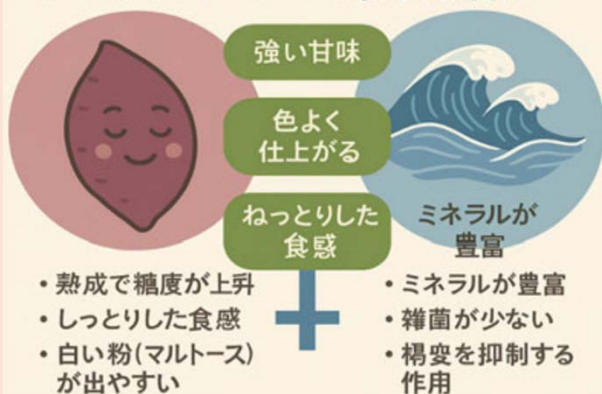 強い甘味
色よく
仕上がる
ねっとりした
食感
ミネラルが
豊富
・熟成で糖度が上昇
・しっとりした食感
・白い粉(マルトース)
が出やすい
・ミネラルが豊富
・雑菌が少ない
・褐変を抑制する
作用